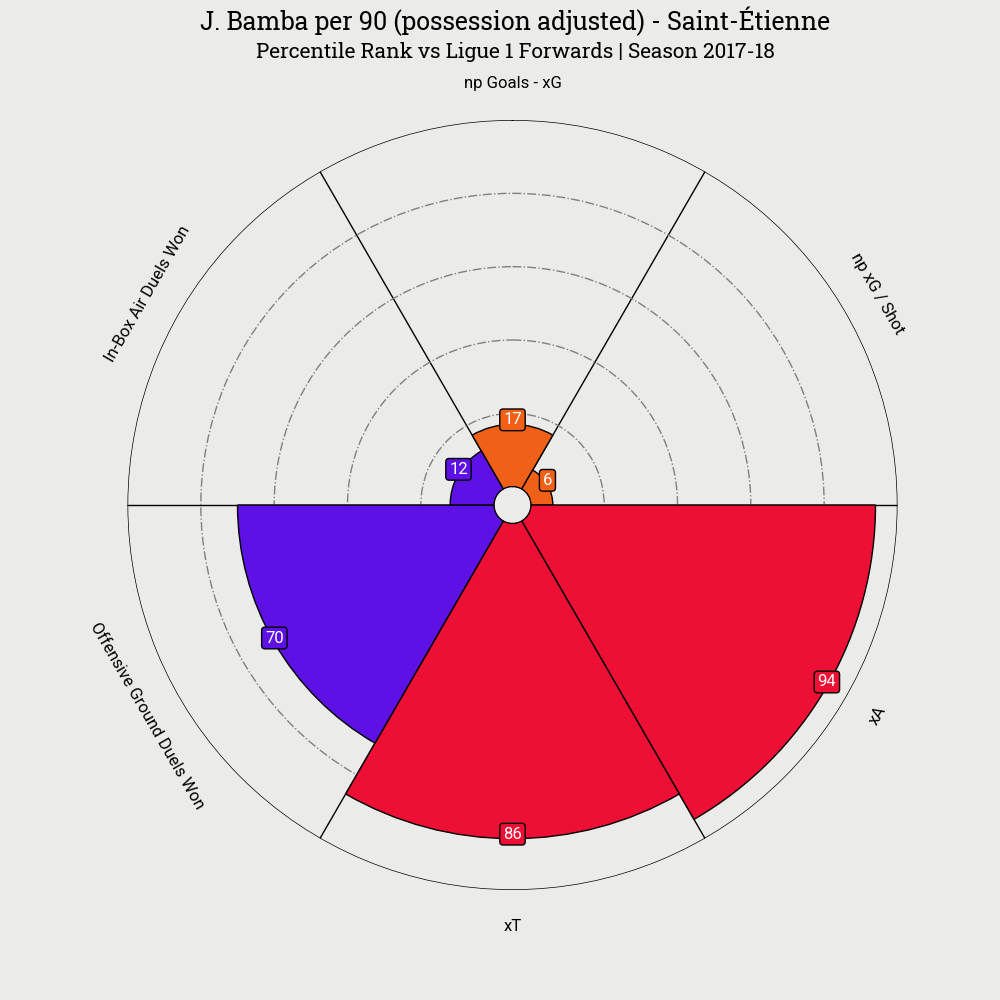 J. Bamba per 90 (possession adjusted) - Saint-Étienne
Percentile Rank vs Ligue 1 Forwards | Season 2017-18
np Goals - xG
In-Box Air Duels Won
np xG / Shot
17
12
6
70
94
86
Offensive Ground Duels Won
xA
xT